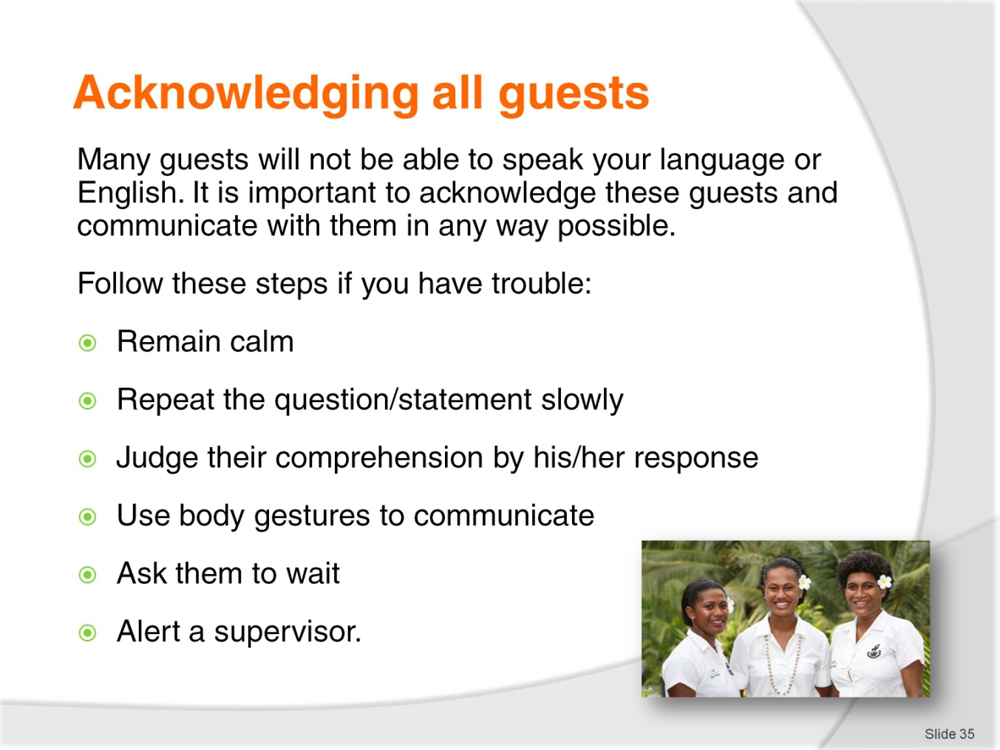 Acknowledging all guests
Many guests will not be able to speak your language or
English. It is important to acknowledge these guests and
communicate with them in any way possible.
Follow these steps if you have trouble:
Remain calm
Repeat the question/statement slowly
Judge their comprehension by his/her response
Use body gestures to communicate
Ask them to wait
Alert a supervisor.
Slide 35